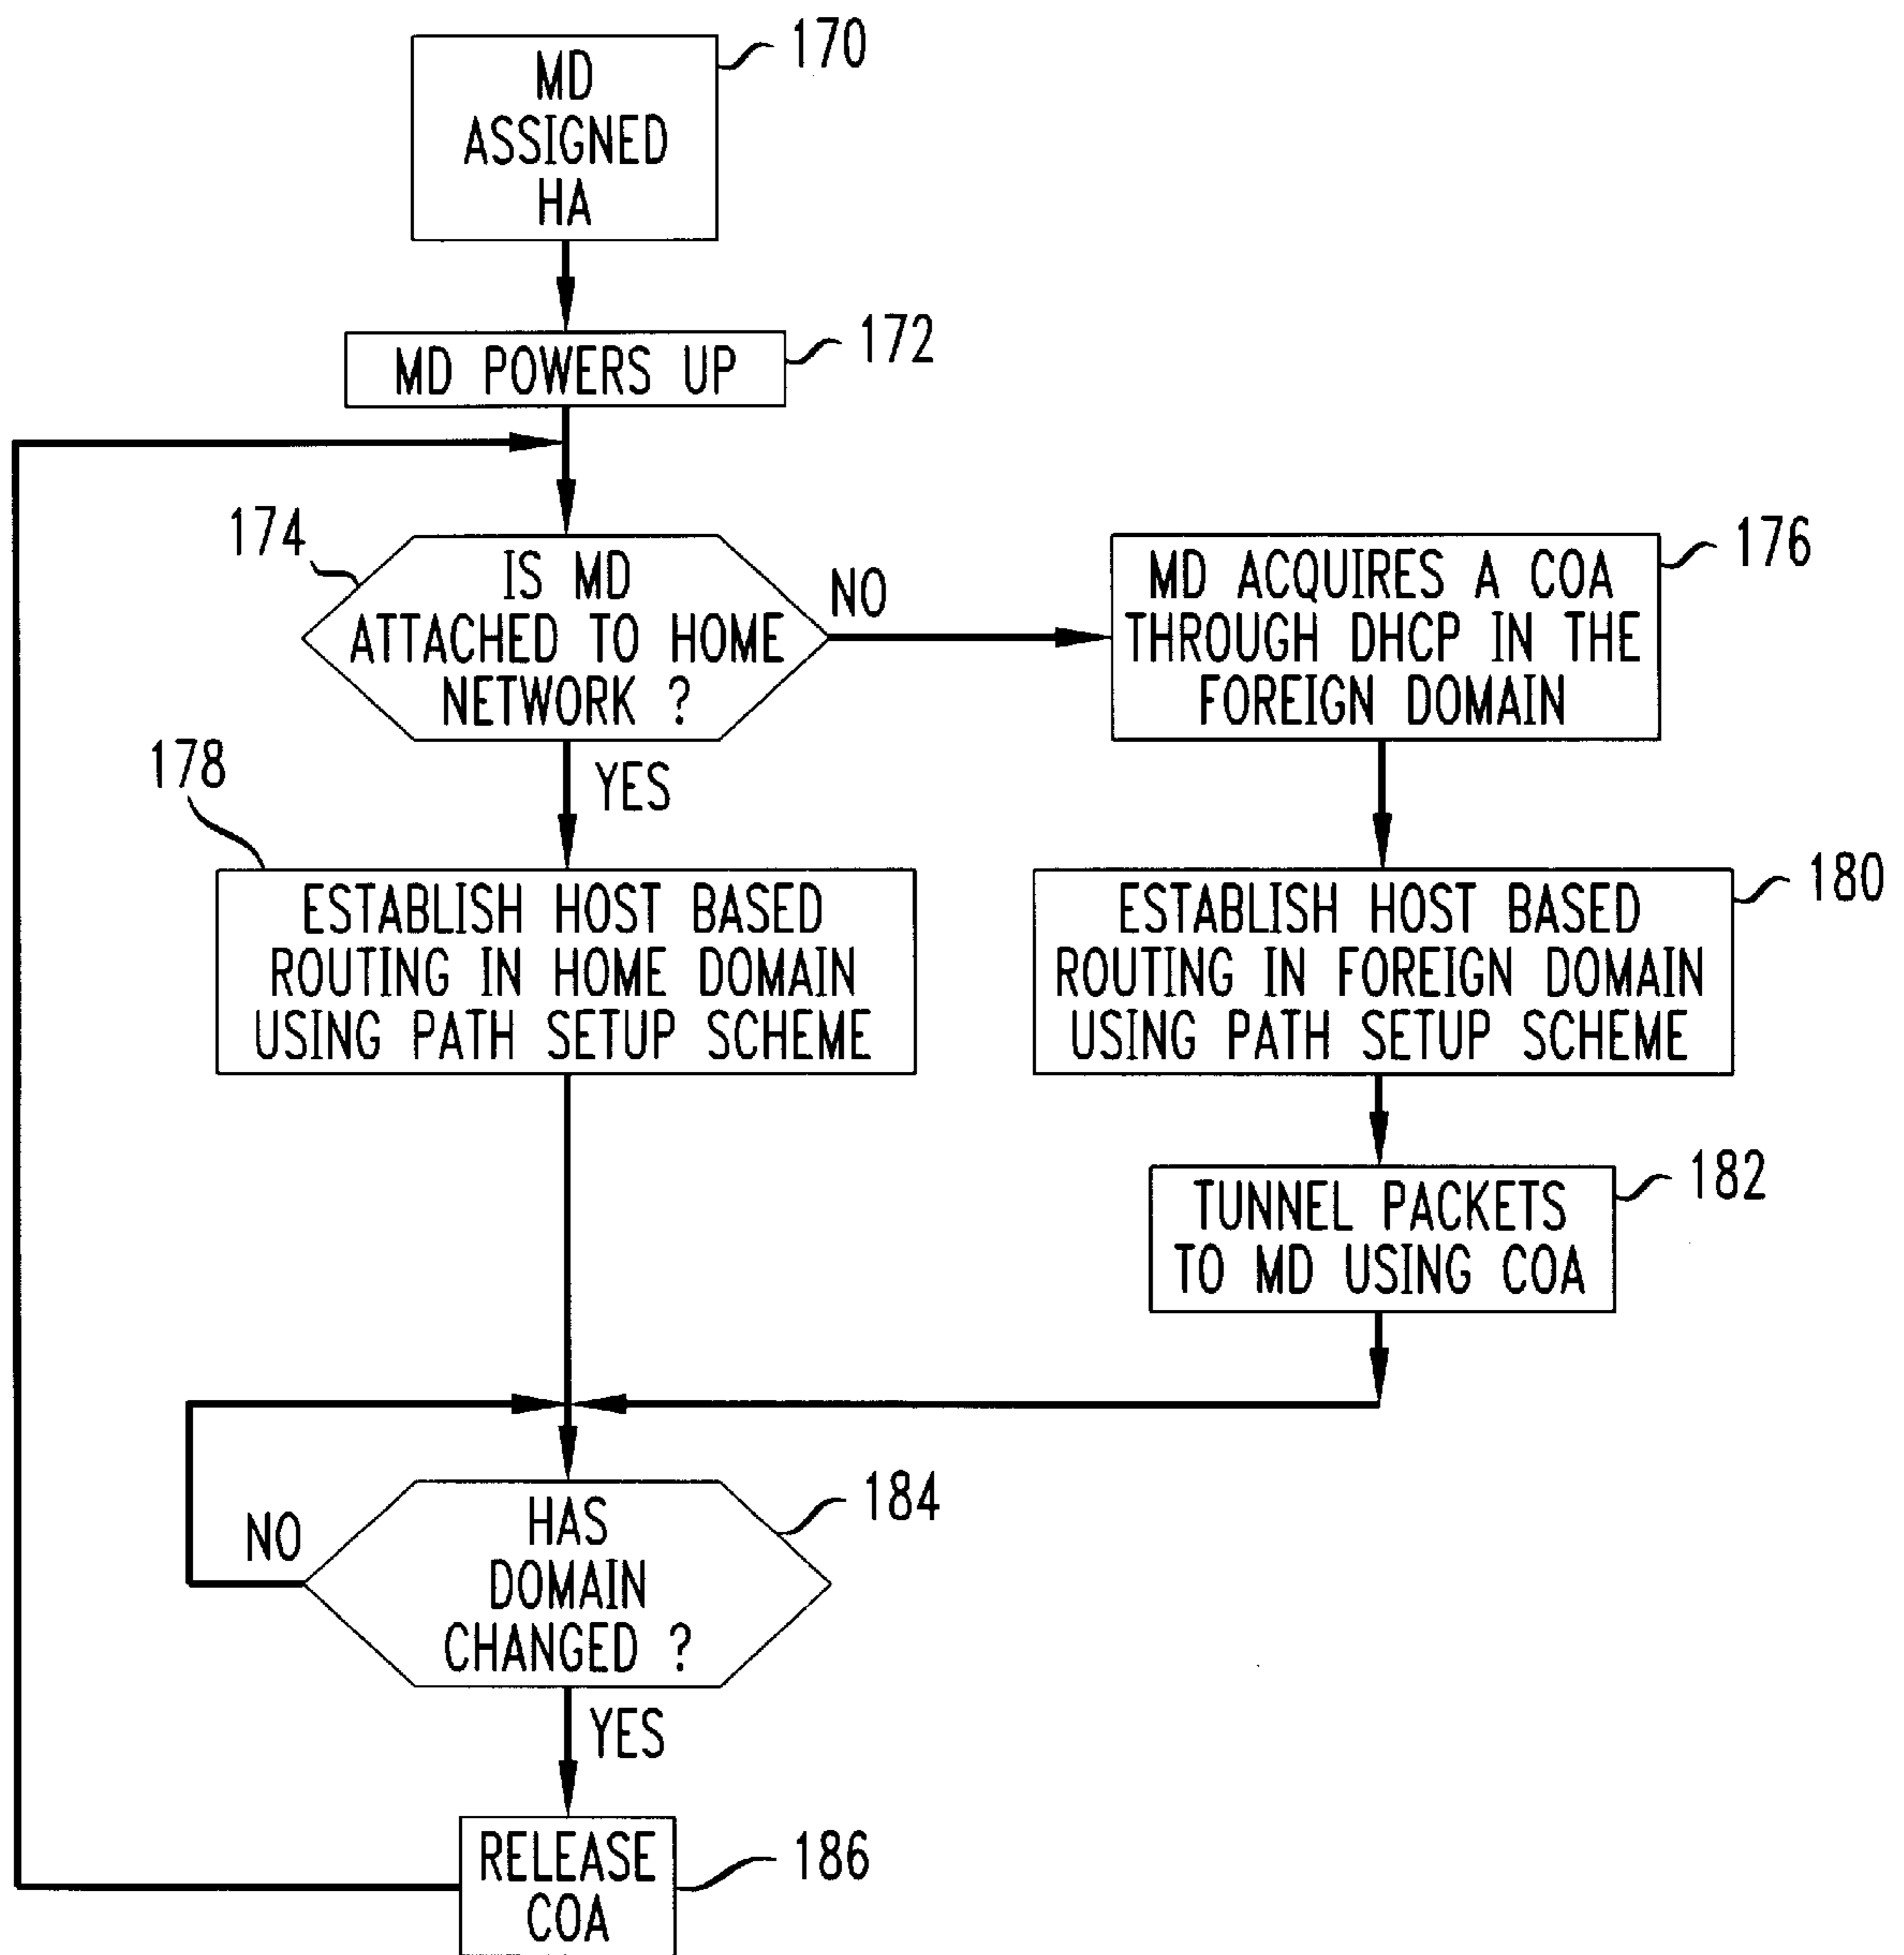 170
MD
ASSIGNED
HA
172
MD POWERS UP
174
IS MD
ATTACHED TO HOME
NETWORK ?
NO
176
MD ACQUIRES A COA
THROUGH DHCP IN THE
FOREIGN DOMAIN
YES
178
ESTABLISH HOST BASED
ROUTING IN HOME DOMAIN
USING PATH SETUP SCHEME
180
ESTABLISH HOST BASED
ROUTING IN FOREIGN DOMAIN
USING PATH SETUP SCHEME
182
TUNNEL PACKETS
TO MD USING COA
184
HAS
DOMAIN
CHANGED ?
NO
YES
186
RELEASE
COA